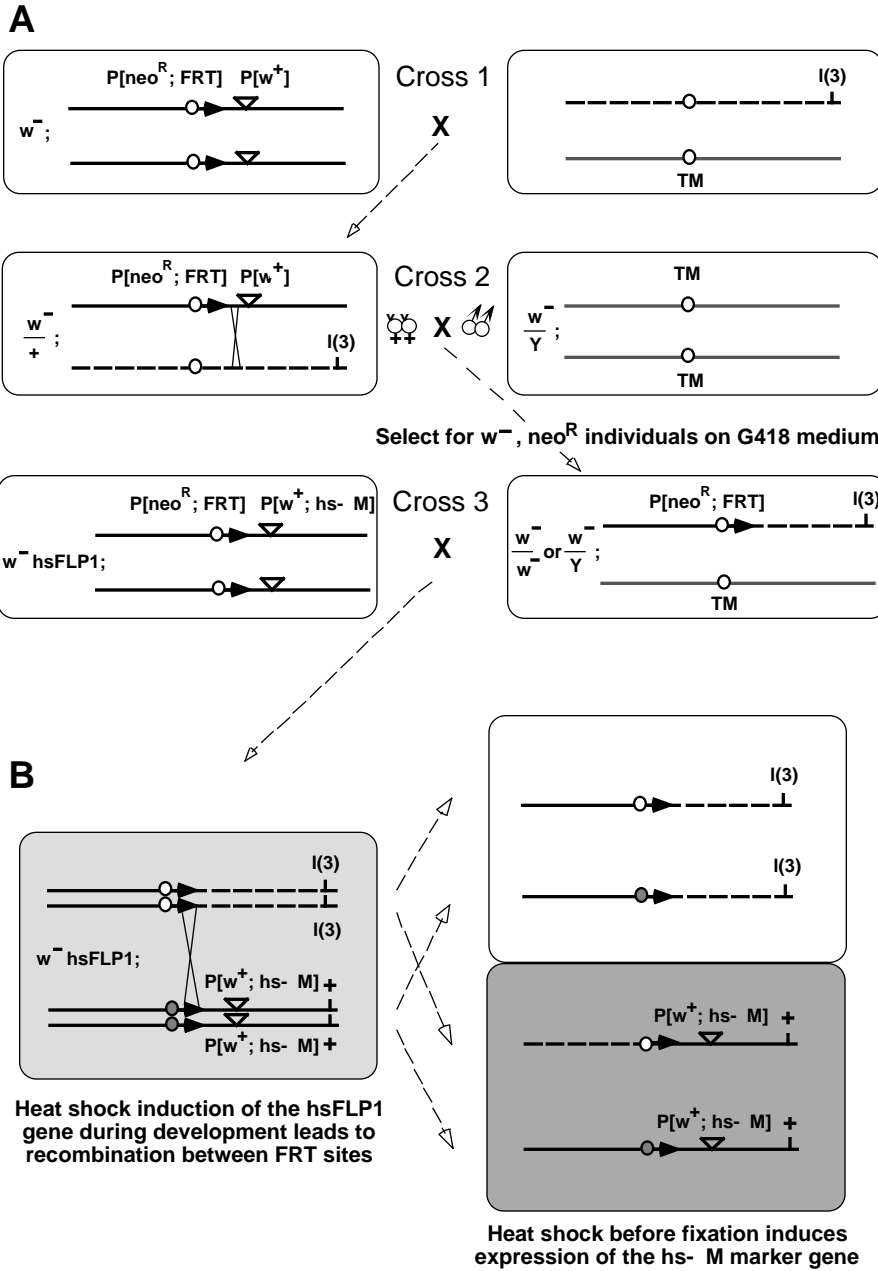 A
P[neo^R; FRT] P[w^+]
Cross 1
l(3)
w^–;
X
TM
P[neo^R; FRT] P[w^+]
Cross 2
TM
w^–
+
;
l(3)
X
w^–
Y
;
TM
Select for w^–, neo^R individuals on G418 medium
P[neo^R; FRT] P[w^+; hs- M]
Cross 3
P[neo^R; FRT]
l(3)
w^– hsFLP1;
X
w^–
w^–
or
w^–
Y
;
TM
B
l(3)
l(3)
l(3)
l(3)
w^– hsFLP1;
P[w^+; hs- M] +
P[w^+; hs- M] +
P[w^+; hs- M] +
P[w^+; hs- M] +
Heat shock induction of the hsFLP1
gene during development leads to
recombination between FRT sites
Heat shock before fixation induces
expression of the hs- M marker gene